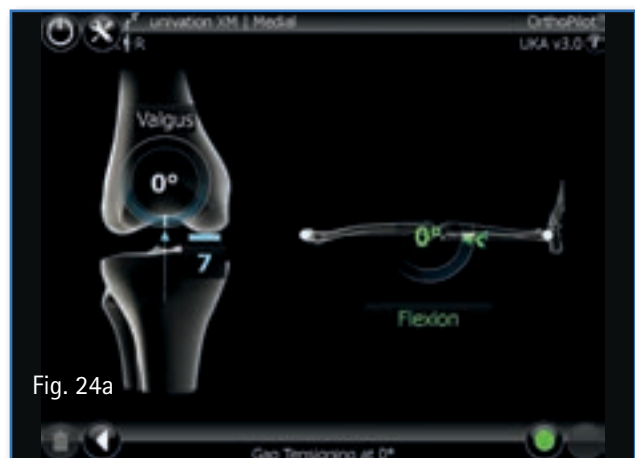 univation XM | Medial
OrthoPilot®
R
UKA v3.0
Valgus
0°
7
0°
Flexion
Fig. 24a
Gap Tensioning at 0°